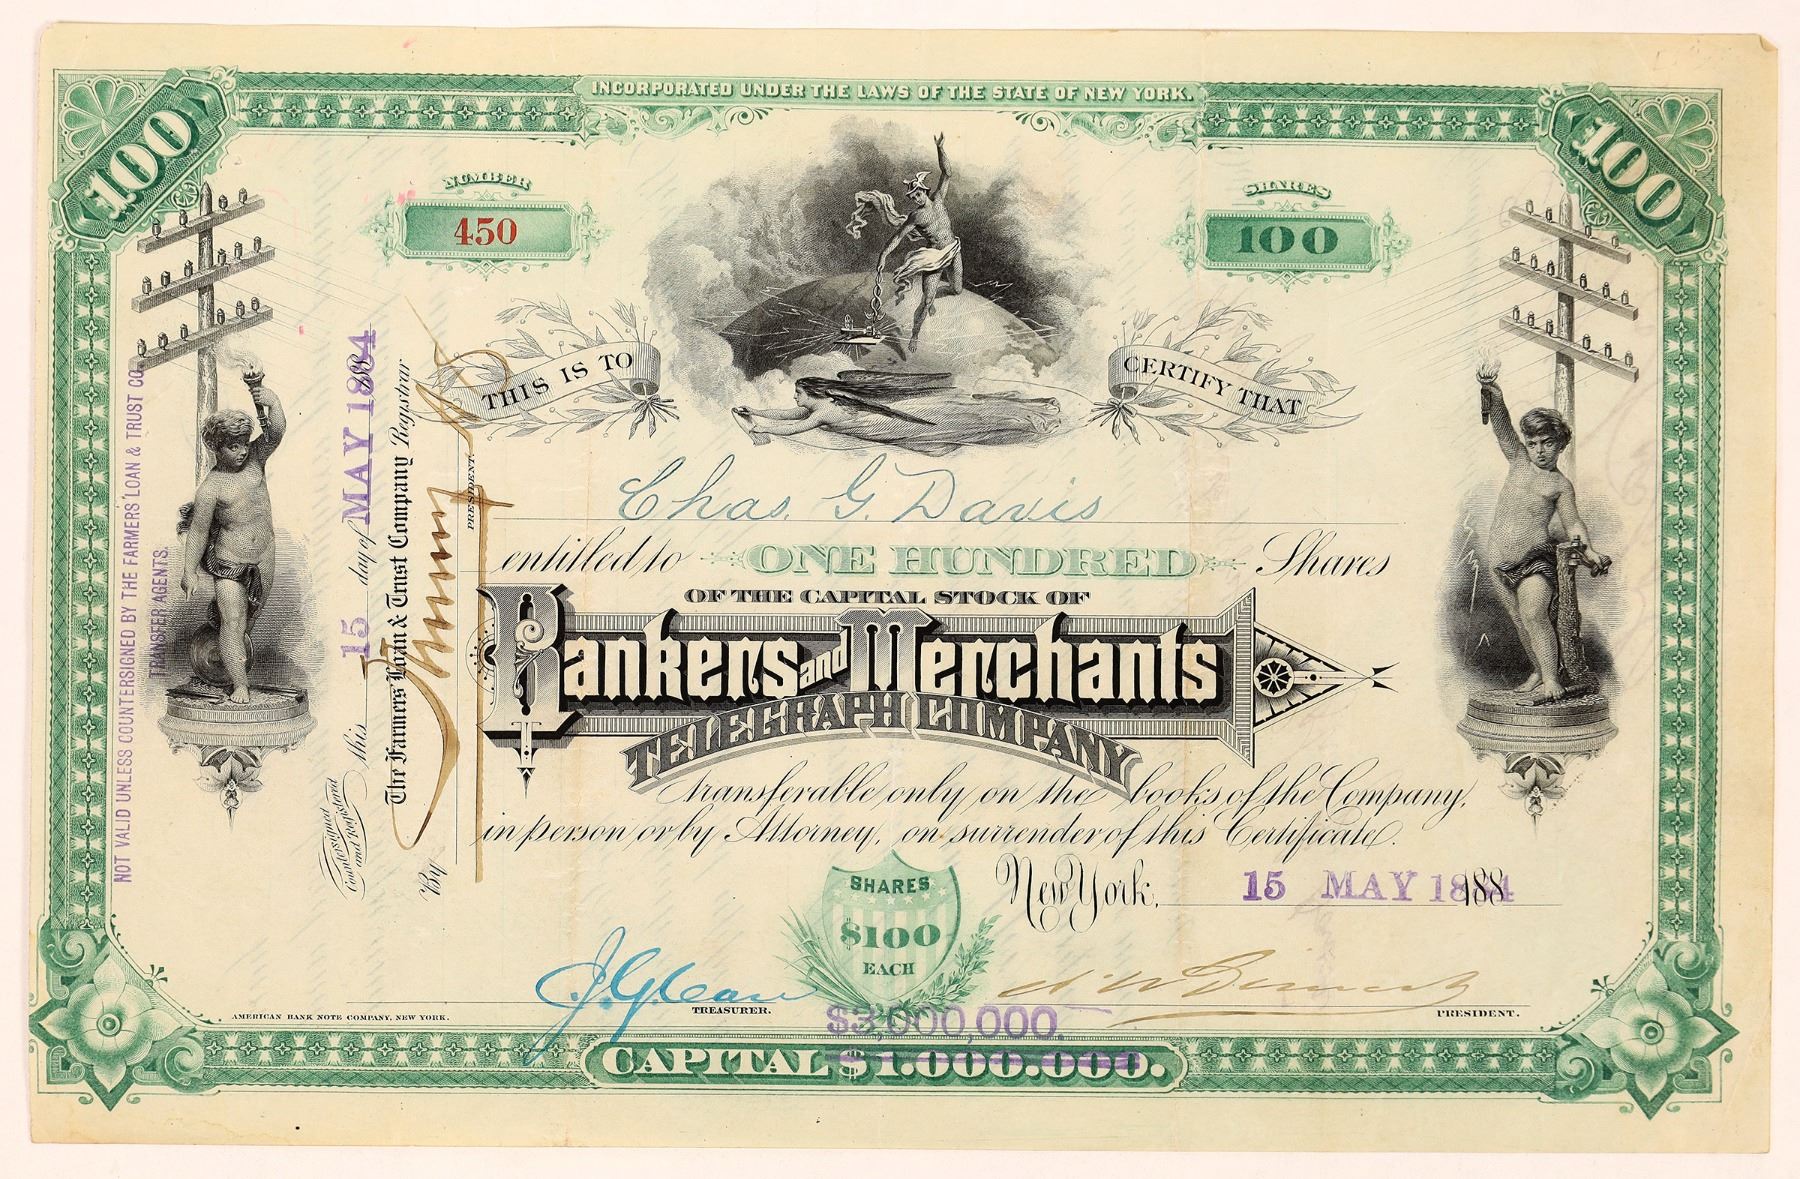 INCORPORATED UNDER THE LAWS OF THE STATE OF NEW YORK.
100
100
NUMBER
450
SHARES
100
THIS IS TO
CERTIFY THAT
Chas. G. Davis
entitled to ONE HUNDRED Shares
OF THE CAPITAL STOCK OF
Bankers and Merchants
TELEGRAPH COMPANY
transferable only on the books of the Company,
in person or by Attorney, on surrender of this Certificate.
New York, 15 MAY 1884 188
SHARES
$100
EACH
TREASURER.
PRESIDENT.
AMERICAN BANK NOTE COMPANY, NEW YORK.
$3,000,000.
CAPITAL $1.000.000.
NOT VALID UNLESS COUNTERSIGNED BY THE FARMERS' LOAN & TRUST CO.
TRANSFER AGENTS.
Countersigned and Registered
this 15 day of MAY 1884 188
The Farmers Loan & Trust Company Registrar
By
PRESIDENT.